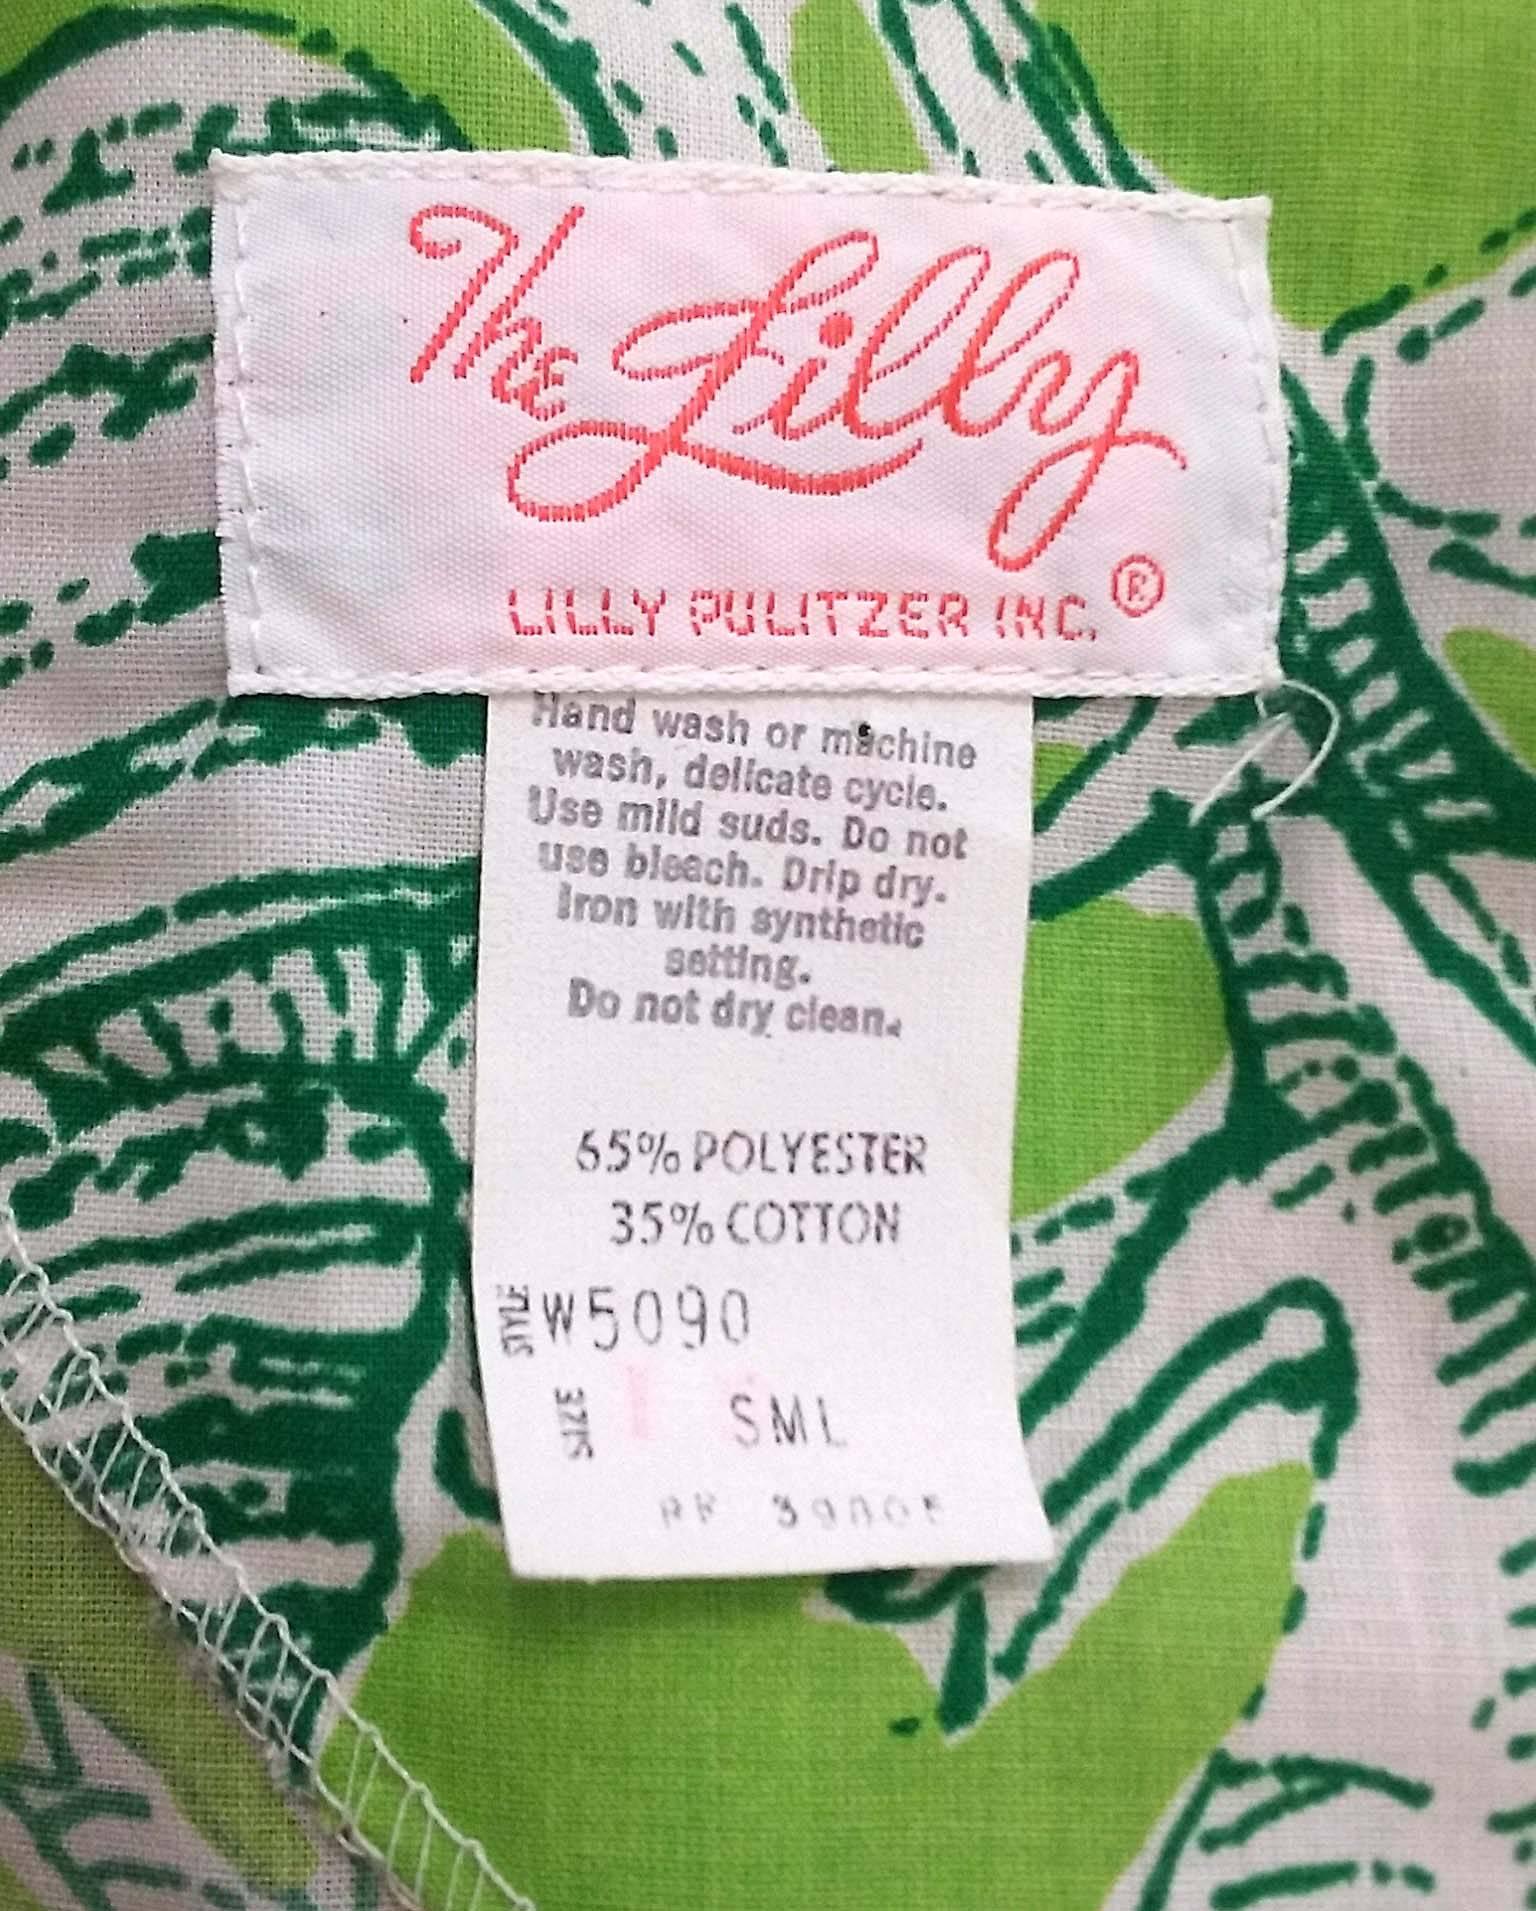 The Lilly
LILLY PULITZER INC. ®
Hand wash or machine
wash, delicate cycle.
Use mild suds. Do not
use bleach. Drip dry.
Iron with synthetic
setting.
Do not dry clean.
65% POLYESTER
35% COTTON
STYLE W5090
SIZE SML